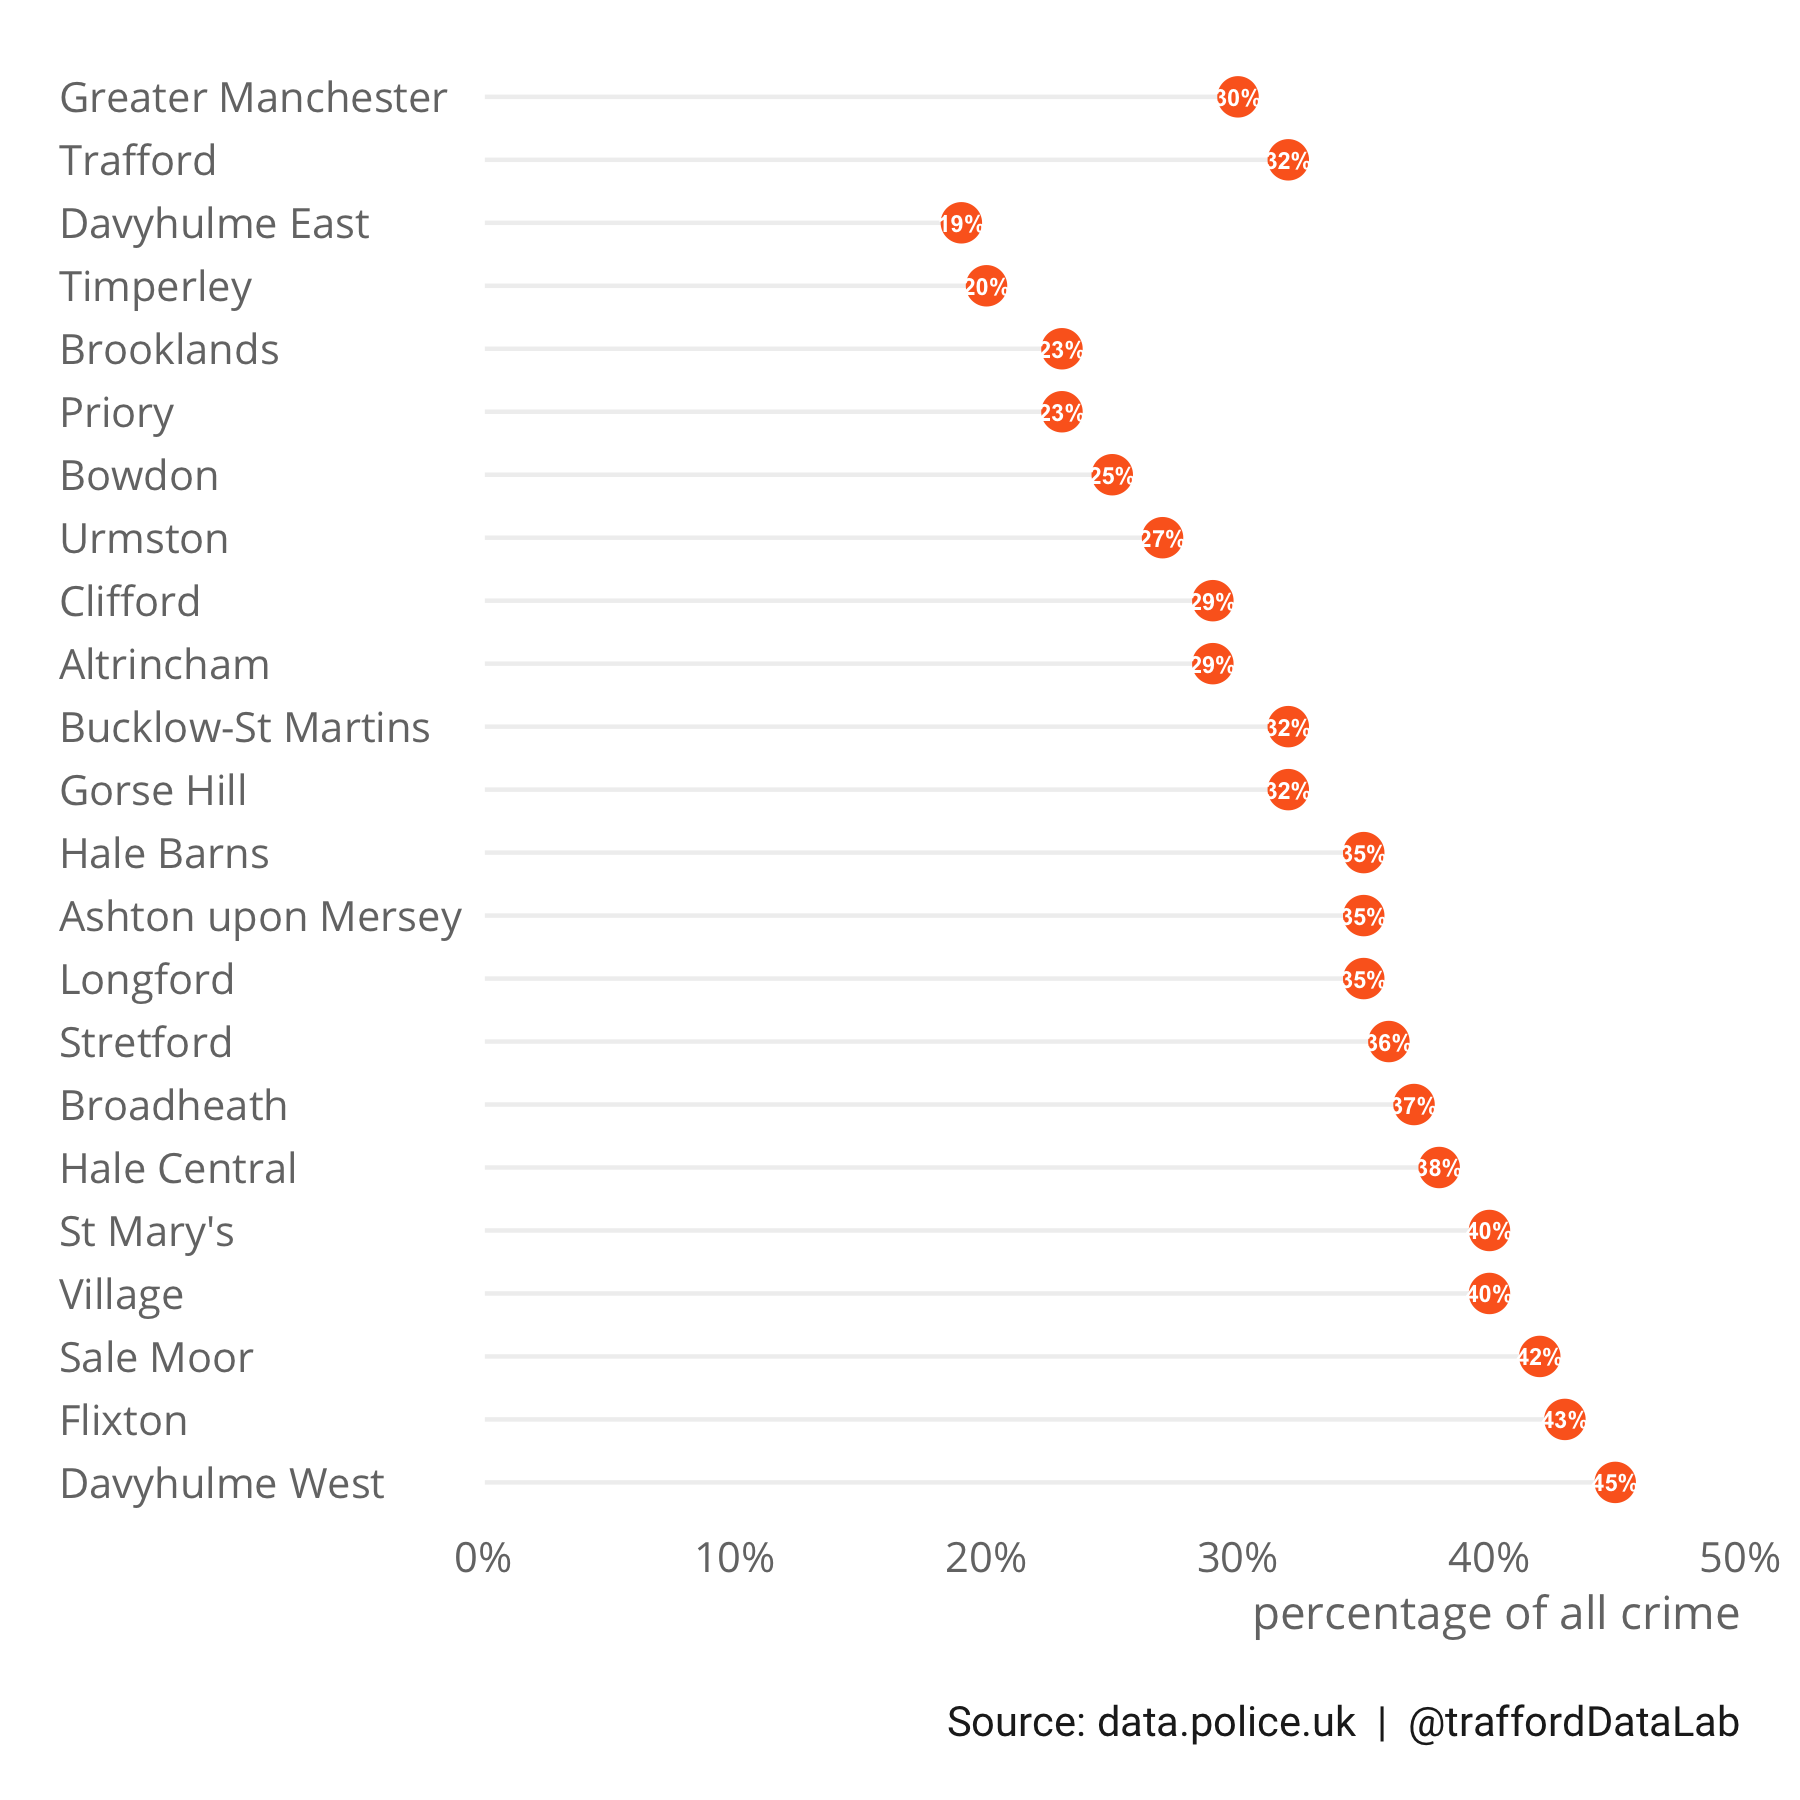 Greater Manchester 30%
Trafford 32%
Davyhulme East 19%
Timperley 20%
Brooklands 23%
Priory 23%
Bowdon 25%
Urmston 27%
Clifford 29%
Altrincham 29%
Bucklow-St Martins 32%
Gorse Hill 32%
Hale Barns 35%
Ashton upon Mersey 35%
Longford 35%
Stretford 36%
Broadheath 37%
Hale Central 38%
St Mary's 40%
Village 40%
Sale Moor 42%
Flixton 43%
Davyhulme West 45%
0% 10% 20% 30% 40% 50%
percentage of all crime
Source: data.police.uk | @traffordDataLab